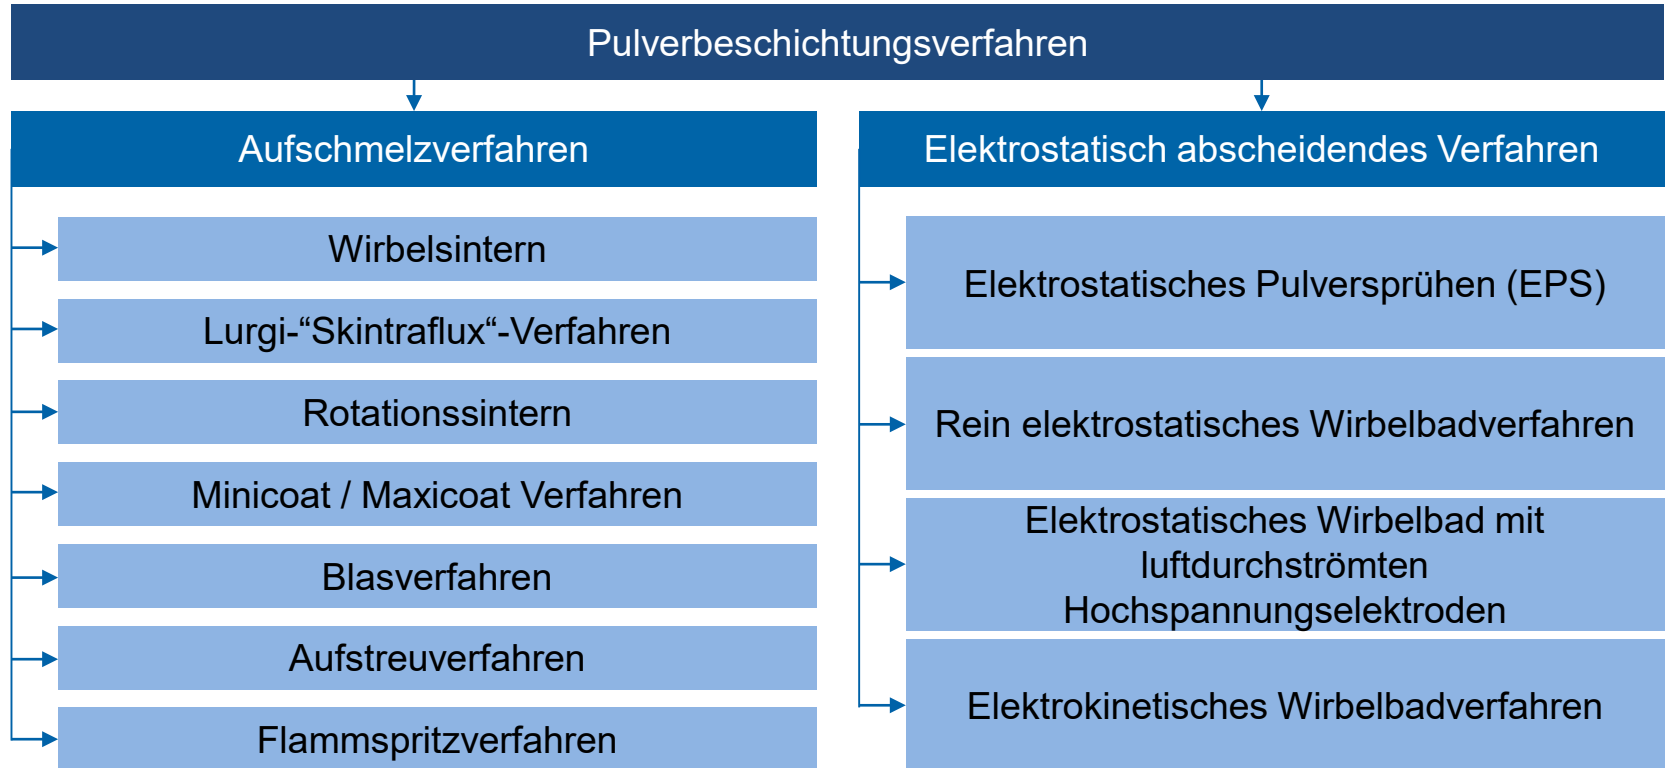 Pulverbeschichtungsverfahren
Aufschmelzverfahren
Wirbelsintern
Lurgi-“Skintraflux“-Verfahren
Rotationssintern
Minicoat / Maxicoat Verfahren
Blasverfahren
Aufstreuverfahren
Flammspritzverfahren
Elektrostatisch abscheidendes Verfahren
Elektrostatisches Pulversprühen (EPS)
Rein elektrostatisches Wirbelbadverfahren
Elektrostatisches Wirbelbad mit
luftdurchströmten
Hochspannungselektroden
Elektrokinetisches Wirbelbadverfahren